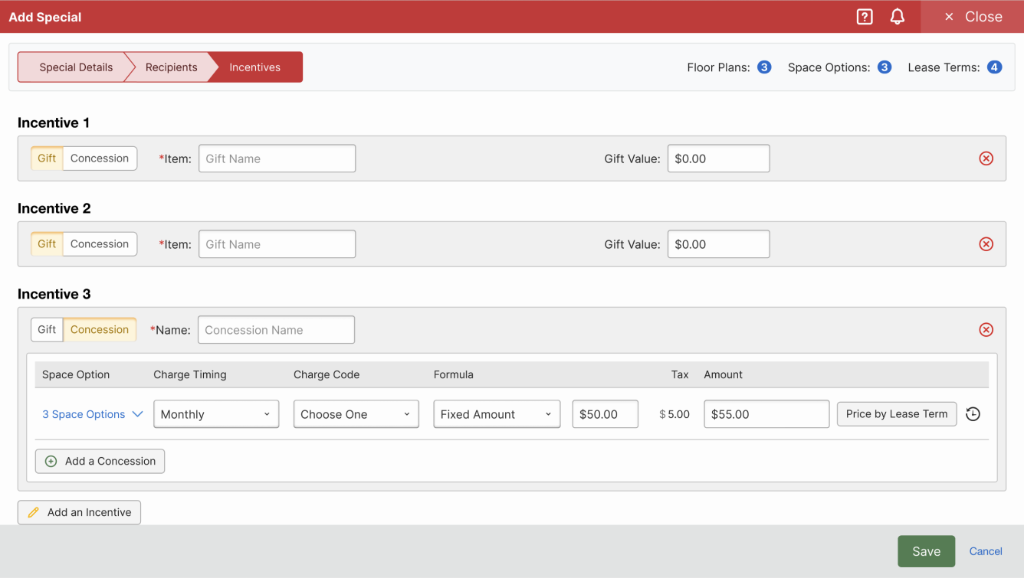 Add Special
? × Close
Special Details Recipients Incentives Floor Plans: 3 Space Options: 3 Lease Terms: 4
Incentive 1
Gift Concession *Item: Gift Name Gift Value: $0.00
Incentive 2
Gift Concession *Item: Gift Name Gift Value: $0.00
Incentive 3
Gift Concession *Name: Concession Name
Space Option Charge Timing Charge Code Formula Tax Amount
3 Space Options Monthly Choose One Fixed Amount $50.00 $ 5.00 $55.00 Price by Lease Term
Add a Concession
Add an Incentive
Save Cancel